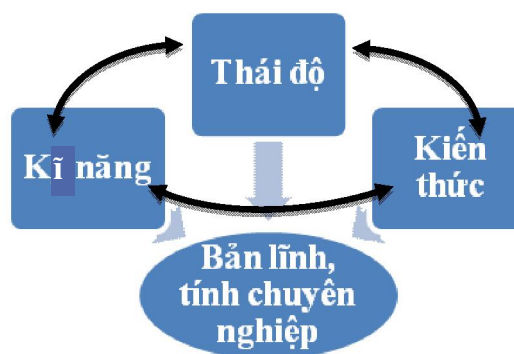 Thái độ
Kĩ năng
Kiến
thức
Bản lĩnh,
tính chuyên
nghiệp